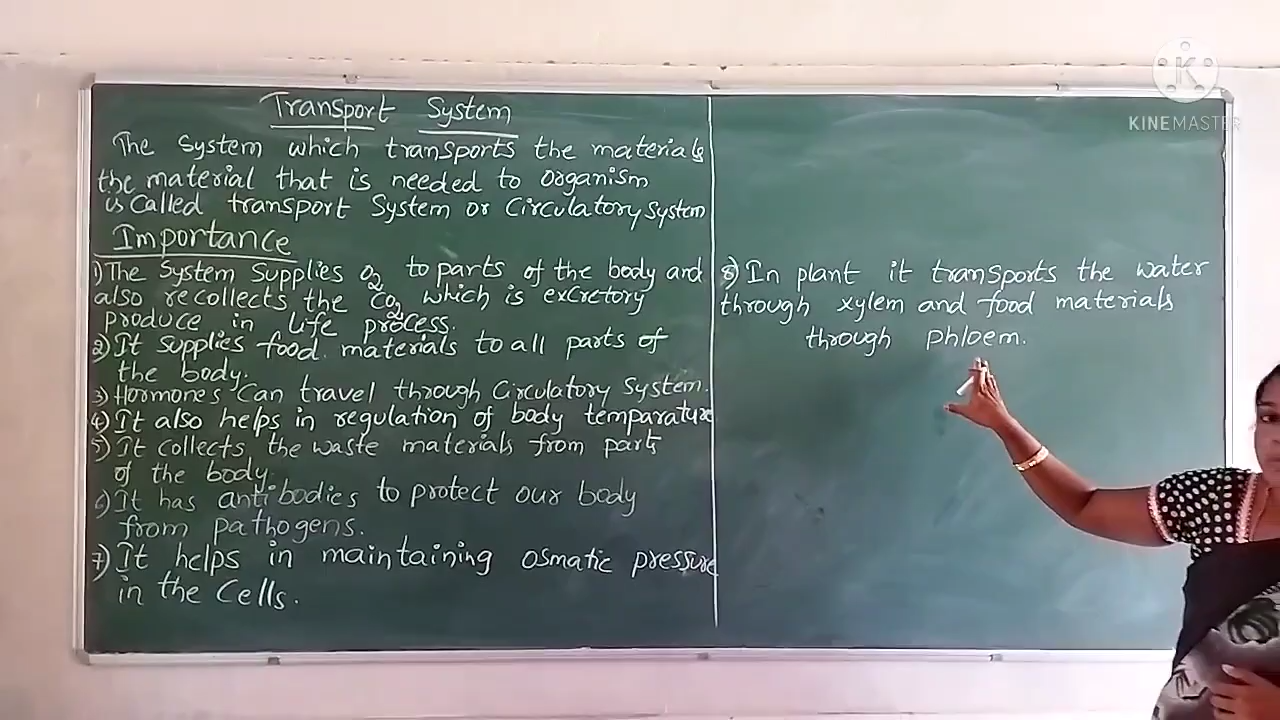 Transport System
The System which transports the materials
the material that is needed to organism
is Called transport System or Circulatory System
Importance
1) The System Supplies O2 to parts of the body and
also recollects the CO2 which is excretory
produce in life process.
2) It supplies food materials to all parts of
the body.
3) Hormones Can travel through Circulatory System.
4) It also helps in regulation of body temparature
5) It collects the waste materials from parts
of the body.
6) It has antibodies to protect our body
from pathogens.
7) It helps in maintaining osmatic pressure
in the Cells.
8) In plant it transports the water
through xylem and food materials
through phloem.
KINEMASTER